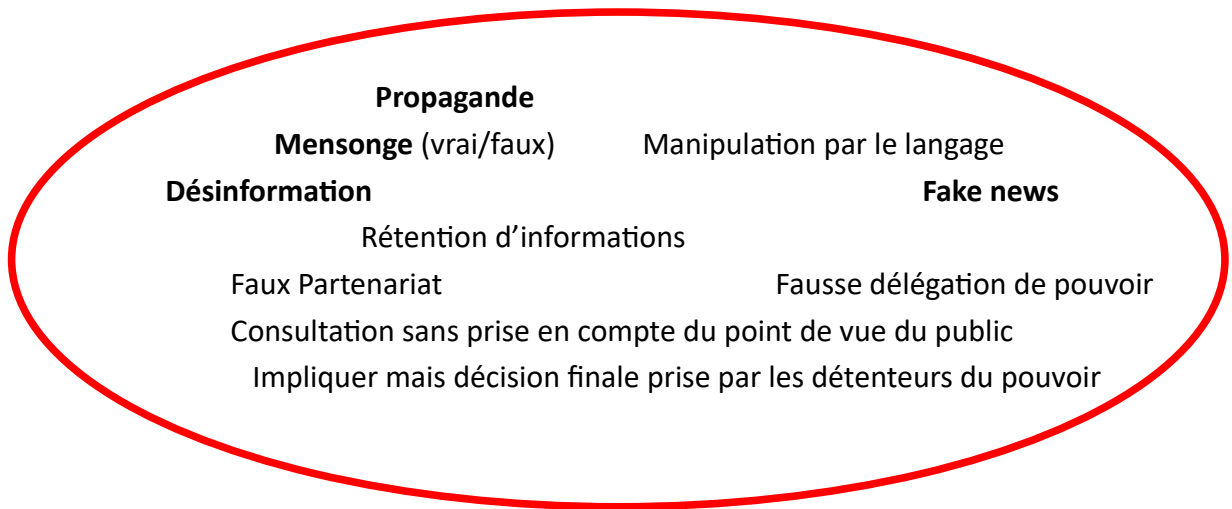 Propagande
Mensonge (vrai/faux) Manipulation par le langage
Désinformation Fake news
Rétention d’informations
Faux Partenariat Fausse délégation de pouvoir
Consultation sans prise en compte du point de vue du public
Impliquer mais décision finale prise par les détenteurs du pouvoir